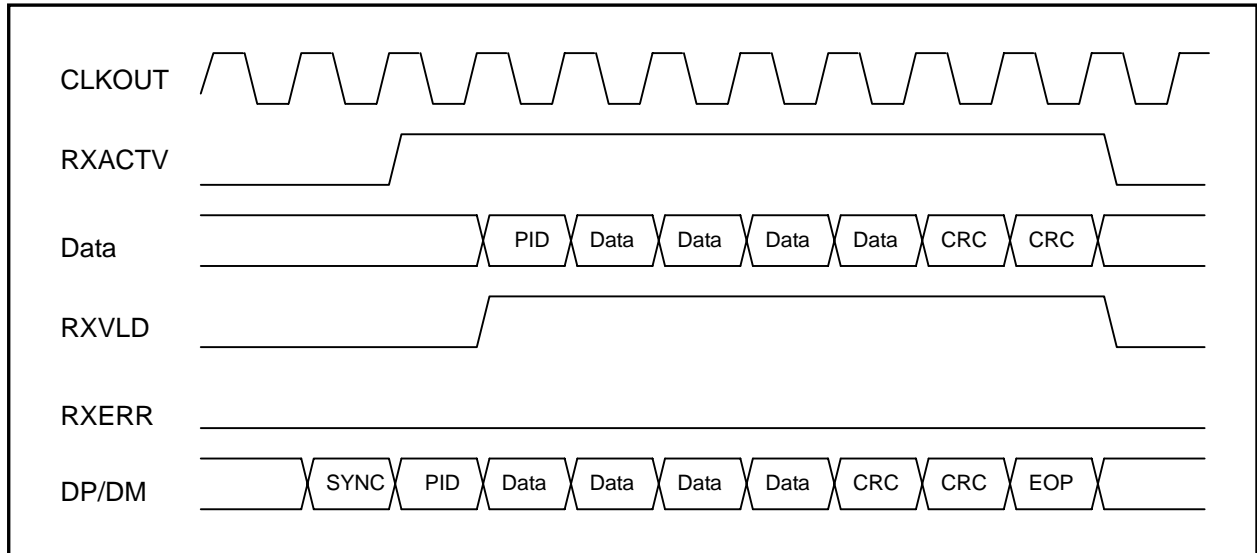 CLKOUT
RXACTV
Data PID Data Data Data Data CRC CRC
RXVLD
RXERR
DP/DM SYNC PID Data Data Data Data CRC CRC EOP